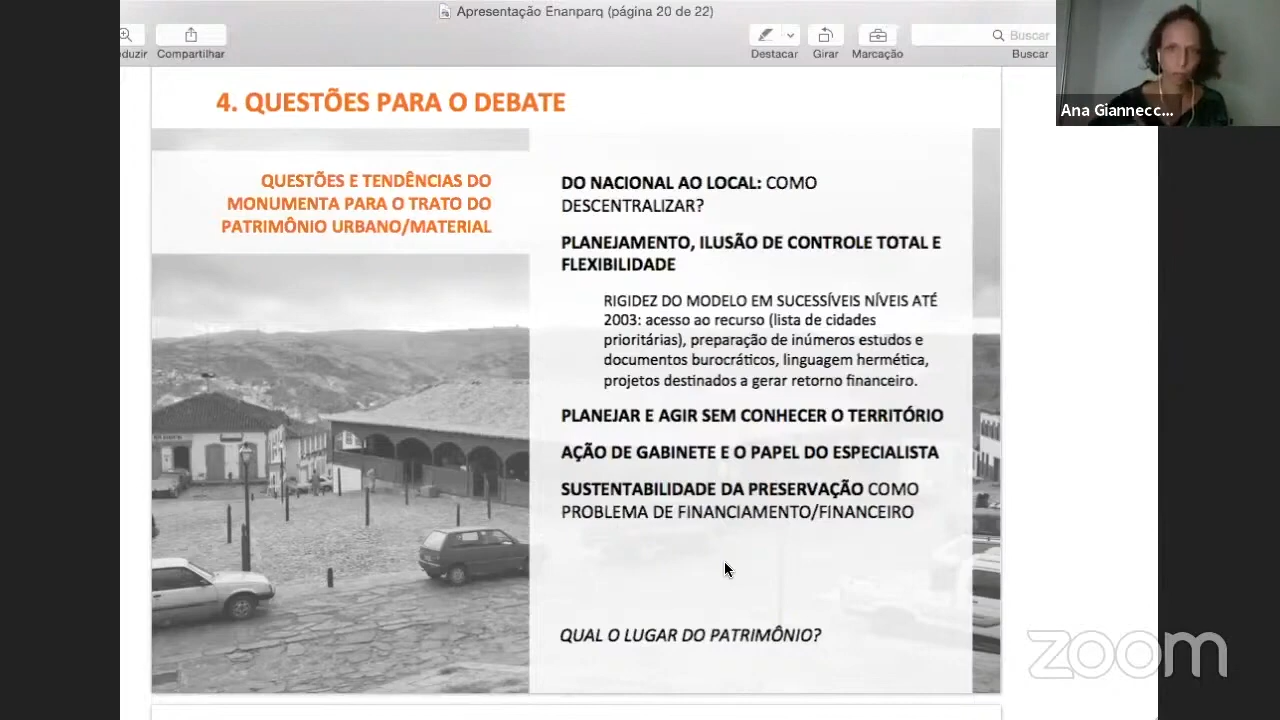 Apresentação Enanparq (página 20 de 22)
duzir
Compartilhar
Destacar
Girar
Marcação
Buscar
Buscar
Ana Giannecc...
4. QUESTÕES PARA O DEBATE
QUESTÕES E TENDÊNCIAS DO
MONUMENTA PARA O TRATO DO
PATRIMÔNIO URBANO/MATERIAL
DO NACIONAL AO LOCAL: COMO
DESCENTRALIZAR?
PLANEJAMENTO, ILUSÃO DE CONTROLE TOTAL E
FLEXIBILIDADE
RIGIDEZ DO MODELO EM SUCESSÍVEIS NÍVEIS ATÉ
2003: acesso ao recurso (lista de cidades
prioritárias), preparação de inúmeros estudos e
documentos burocráticos, linguagem hermética,
projetos destinados a gerar retorno financeiro.
PLANEJAR E AGIR SEM CONHECER O TERRITÓRIO
AÇÃO DE GABINETE E O PAPEL DO ESPECIALISTA
SUSTENTABILIDADE DA PRESERVAÇÃO COMO
PROBLEMA DE FINANCIAMENTO/FINANCEIRO
QUAL O LUGAR DO PATRIMÔNIO?
zoom